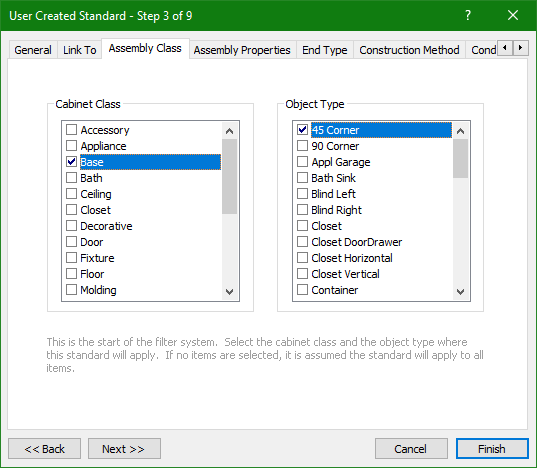 User Created Standard - Step 3 of 9
?
General
Link To
Assembly Class
Assembly Properties
End Type
Construction Method
Cond
Cabinet Class
Accessory
Appliance
Base
Bath
Ceiling
Closet
Decorative
Door
Fixture
Floor
Molding
Object Type
45 Corner
90 Corner
Appl Garage
Bath Sink
Blind Left
Blind Right
Closet
Closet DoorDrawer
Closet Horizontal
Closet Vertical
Container
This is the start of the filter system.  Select the cabinet class and the object type where
this standard will apply.  If no items are selected, it is assumed the standard will apply to all
items.
<< Back
Next >>
Cancel
Finish